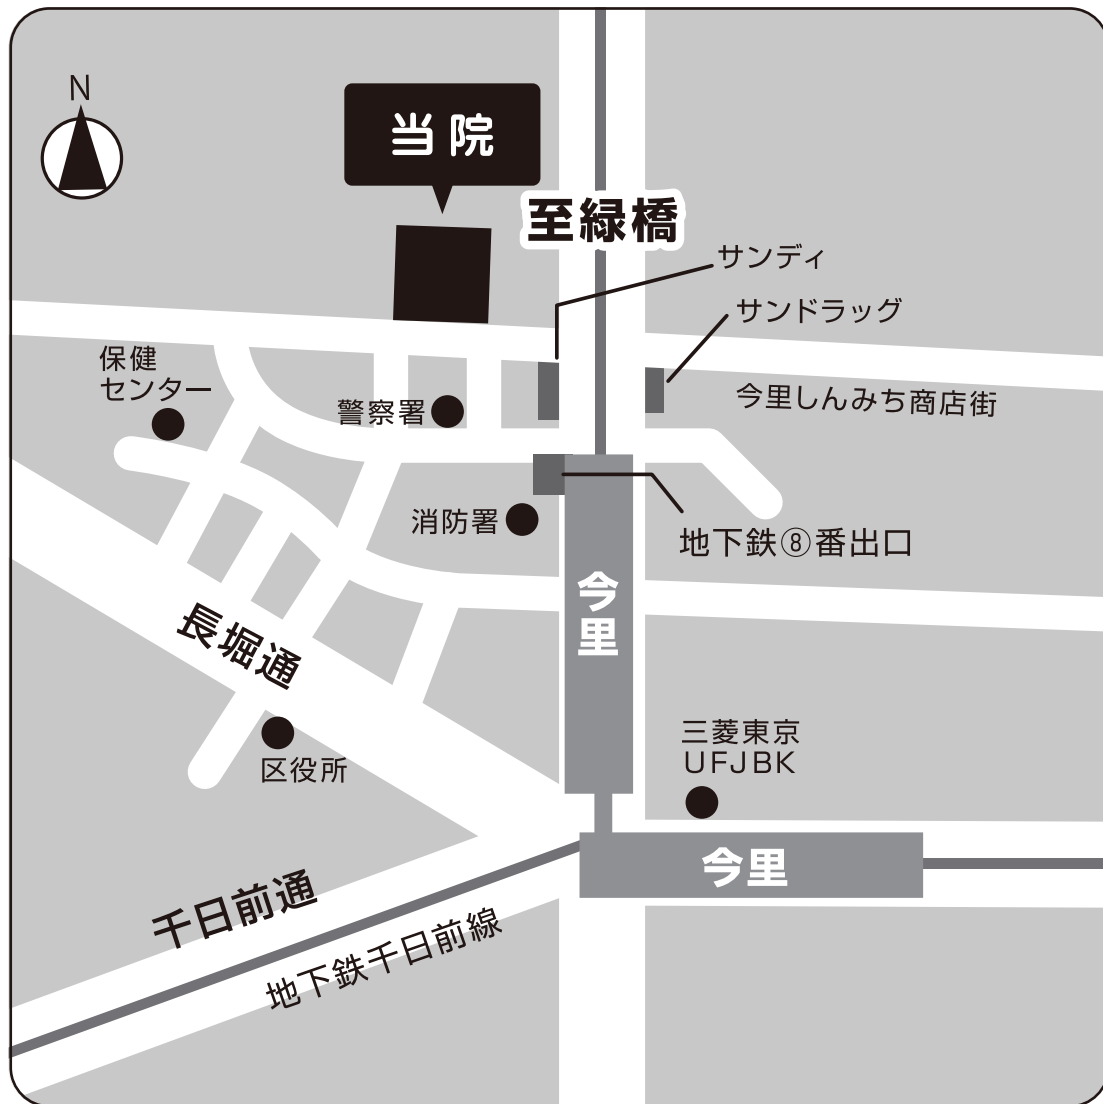 N
当院
至緑橋
サンディ
サンドラッグ
保健
センター
今里しんみち商店街
警察署
消防署
地下鉄⑧番出口
今里
長堀通
三菱東京
UFJBK
区役所
今里
千日前通
地下鉄千日前線